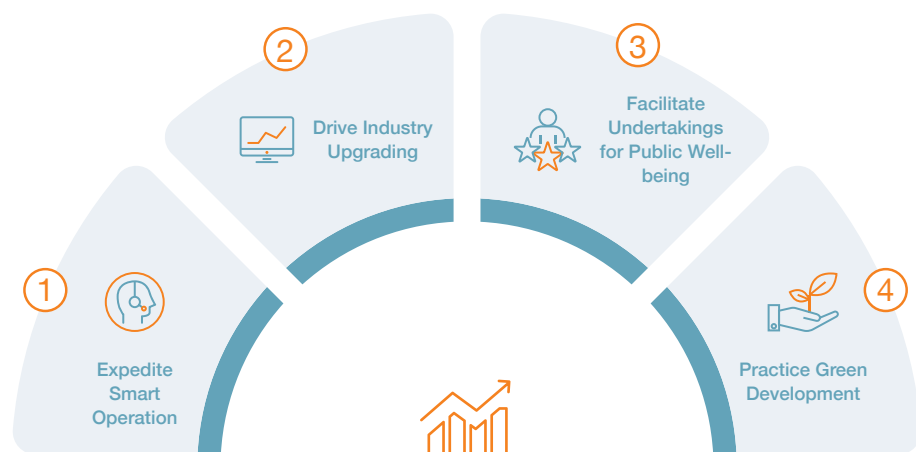 1
Expedite
Smart
Operation
2
Drive Industry
Upgrading
3
Facilitate
Undertakings
for Public Well-
being
4
Practice Green
Development